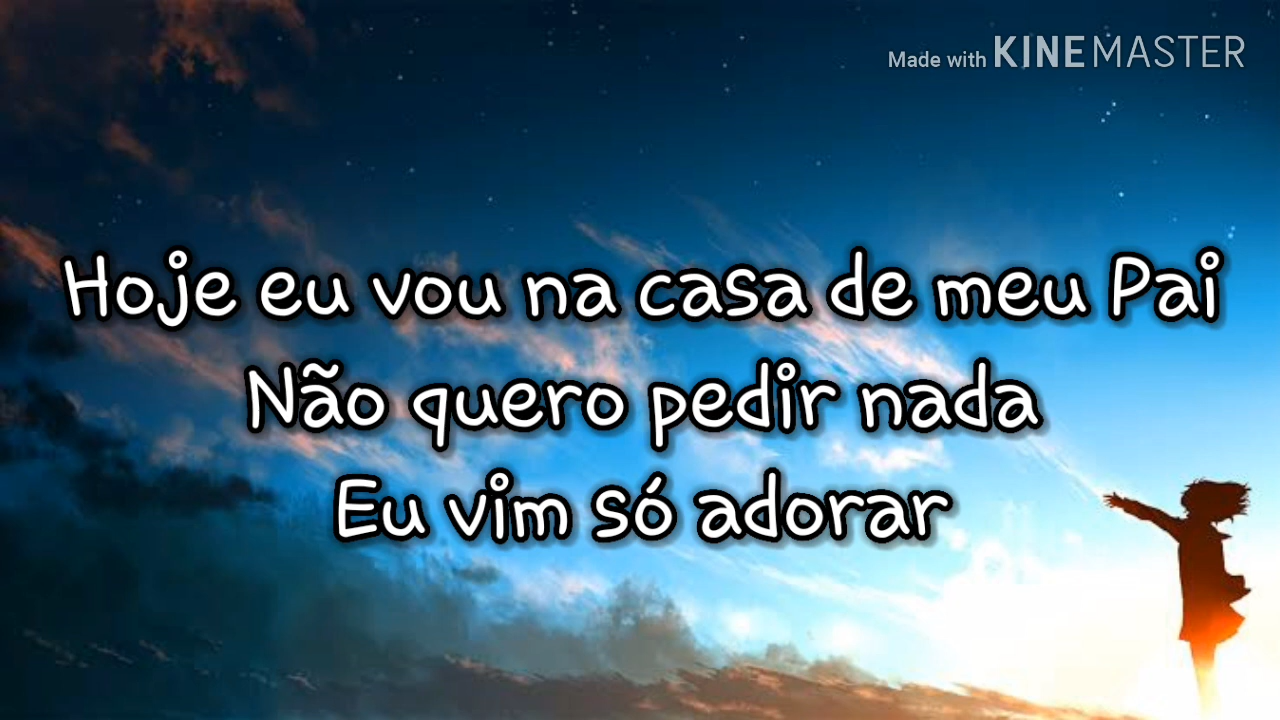 Made with KINEMASTER
Hoje eu vou na casa de meu Pai
Não quero pedir nada
Eu vim só adorar